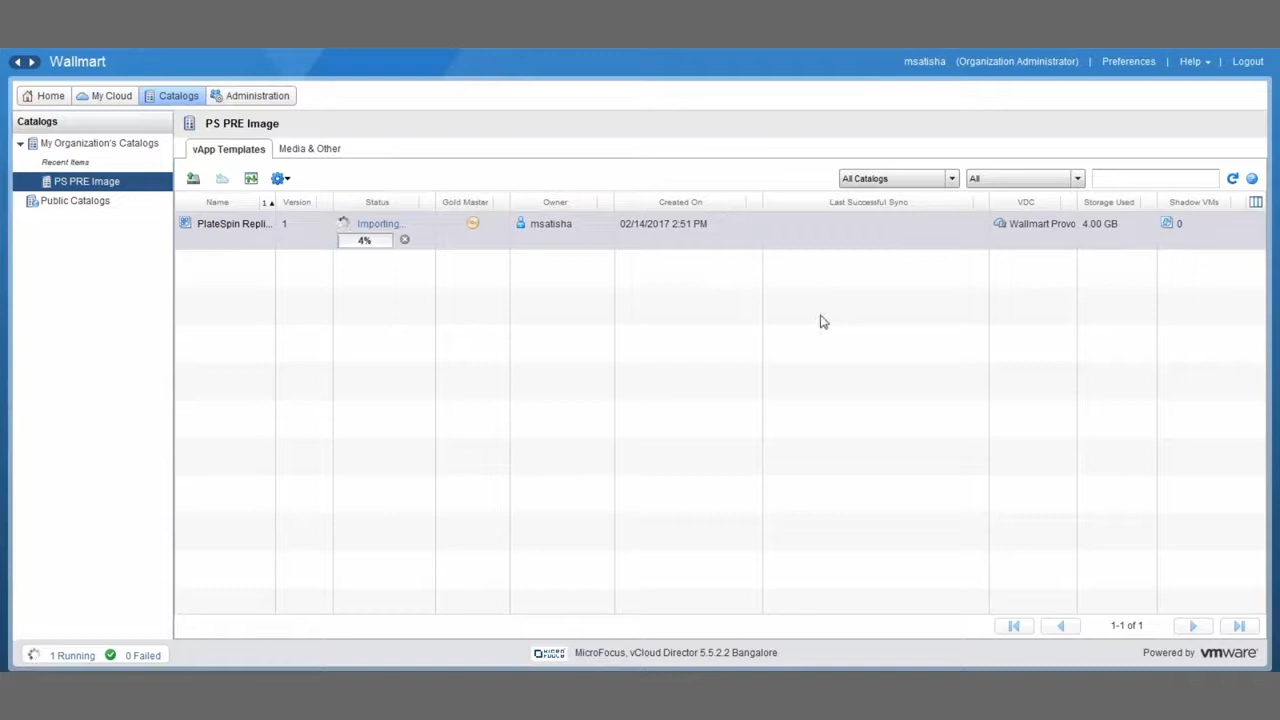 Wallmart
msatisha (Organization Administrator) | Preferences | Help | Logout
Home My Cloud Catalogs Administration
Catalogs
My Organization's Catalogs
Recent Items
PS PRE Image
Public Catalogs
PS PRE Image
vApp Templates Media & Other
All Catalogs All
Name 1 Version Status Gold Master Owner Created On Last Successful Sync VDC Storage Used Shadow VMs
PlateSpin Repli... 1 Importing... msatisha 02/14/2017 2:51 PM Wallmart Provo 4.00 GB 0
4%
1-1 of 1
1 Running 0 Failed
MICRO FOCUS MicroFocus, vCloud Director 5.5.2.2 Bangalore
Powered by vmware